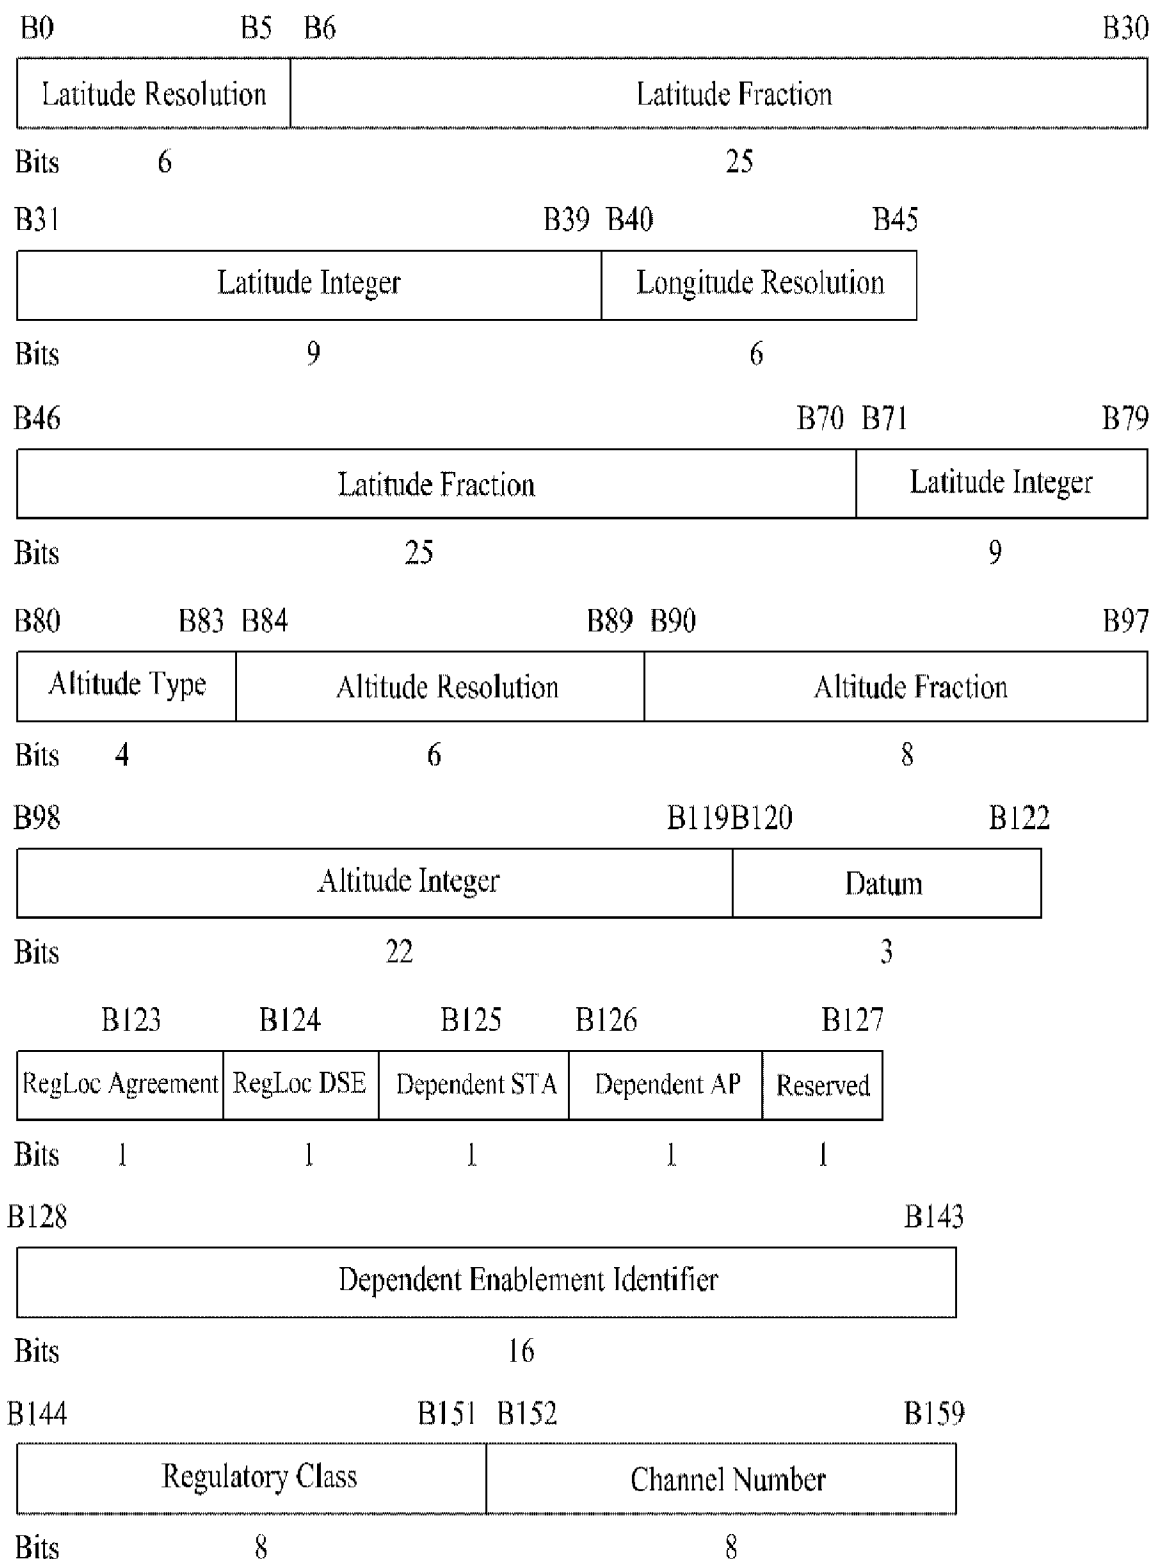 B0 B5 B6 B30
Latitude Resolution Latitude Fraction
Bits 6 25
B31 B39 B40 B45
Latitude Integer Longitude Resolution
Bits 9 6
B46 B70 B71 B79
Latitude Fraction Latitude Integer
Bits 25 9
B80 B83 B84 B89 B90 B97
Altitude Type Altitude Resolution Altitude Fraction
Bits 4 6 8
B98 B119 B120 B122
Altitude Integer Datum
Bits 22 3
B123 B124 B125 B126 B127
RegLoc Agreement RegLoc DSE Dependent STA Dependent AP Reserved
Bits 1 1 1 1 1
B128 B143
Dependent Enablement Identifier
Bits 16
B144 B151 B152 B159
Regulatory Class Channel Number
Bits 8 8